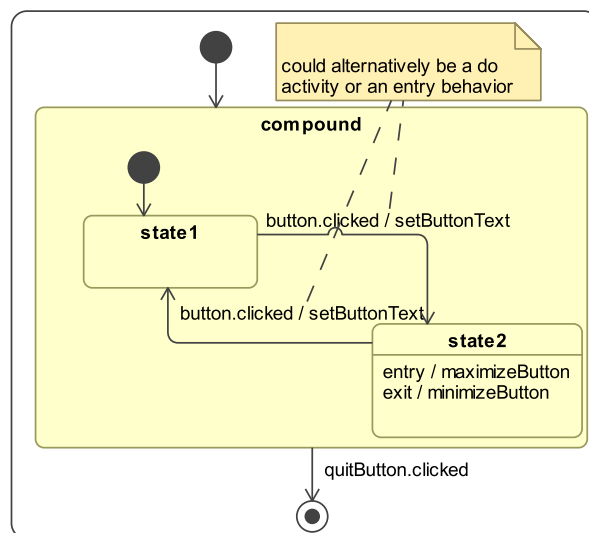 could alternatively be a do
activity or an entry behavior
compound
button.clicked / setButtonText
state1
button.clicked / setButtonText
state2
entry / maximizeButton
exit / minimizeButton
quitButton.clicked